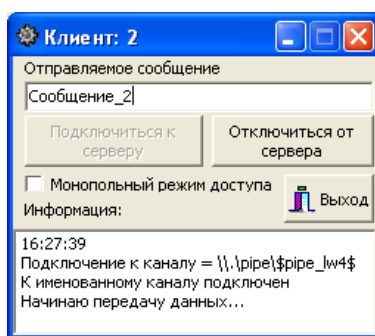 Клиент: 2
Отправляемое сообщение
Сообщение_2
Подключиться к
серверу
Отключиться от
сервера
Монопольный режим доступа
Выход
Информация:
16:27:39
Подключение к каналу = \\.\pipe\$pipe_lw4$
К именованному каналу подключен
Начинаю передачу данных...